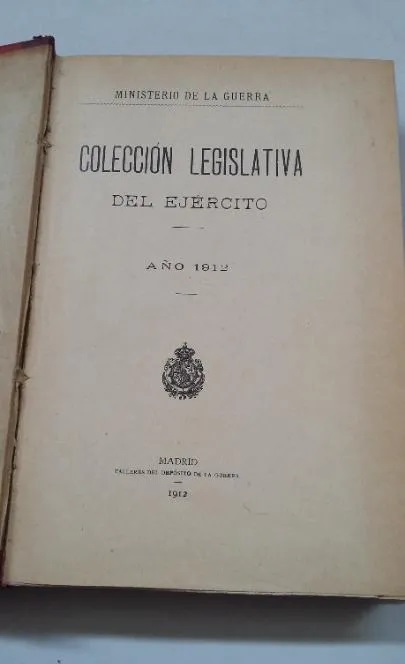 MINISTERIO DE LA GUERRA
COLECCIÓN LEGISLATIVA
DEL EJÉRCITO
AÑO 1912
MADRID
TALLERES DEL DEPÓSITO DE LA GUERRA
1912